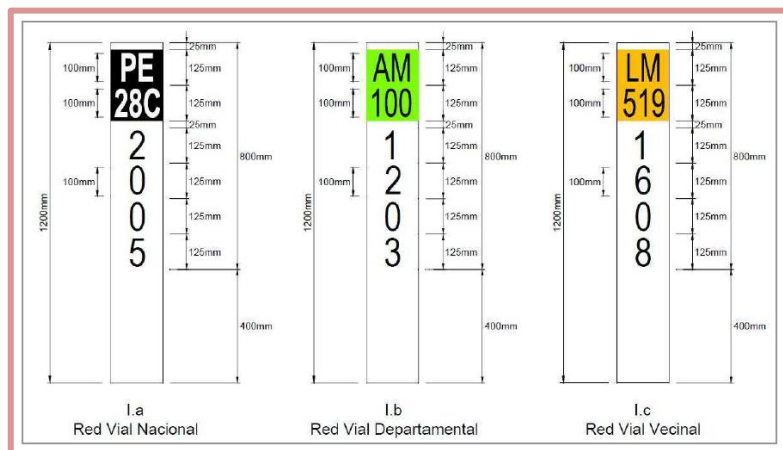 PE
28C
2
0
0
5
100mm
100mm
100mm
1200mm
25mm
125mm
125mm
25mm
125mm
125mm
125mm
125mm
800mm
400mm
I.a
Red Vial Nacional
AM
100
1
2
0
3
100mm
100mm
100mm
1200mm
25mm
125mm
125mm
25mm
125mm
125mm
125mm
125mm
800mm
400mm
I.b
Red Vial Departamental
LM
519
1
6
0
8
100mm
100mm
100mm
1200mm
25mm
125mm
125mm
25mm
125mm
125mm
125mm
125mm
800mm
400mm
I.c
Red Vial Vecinal